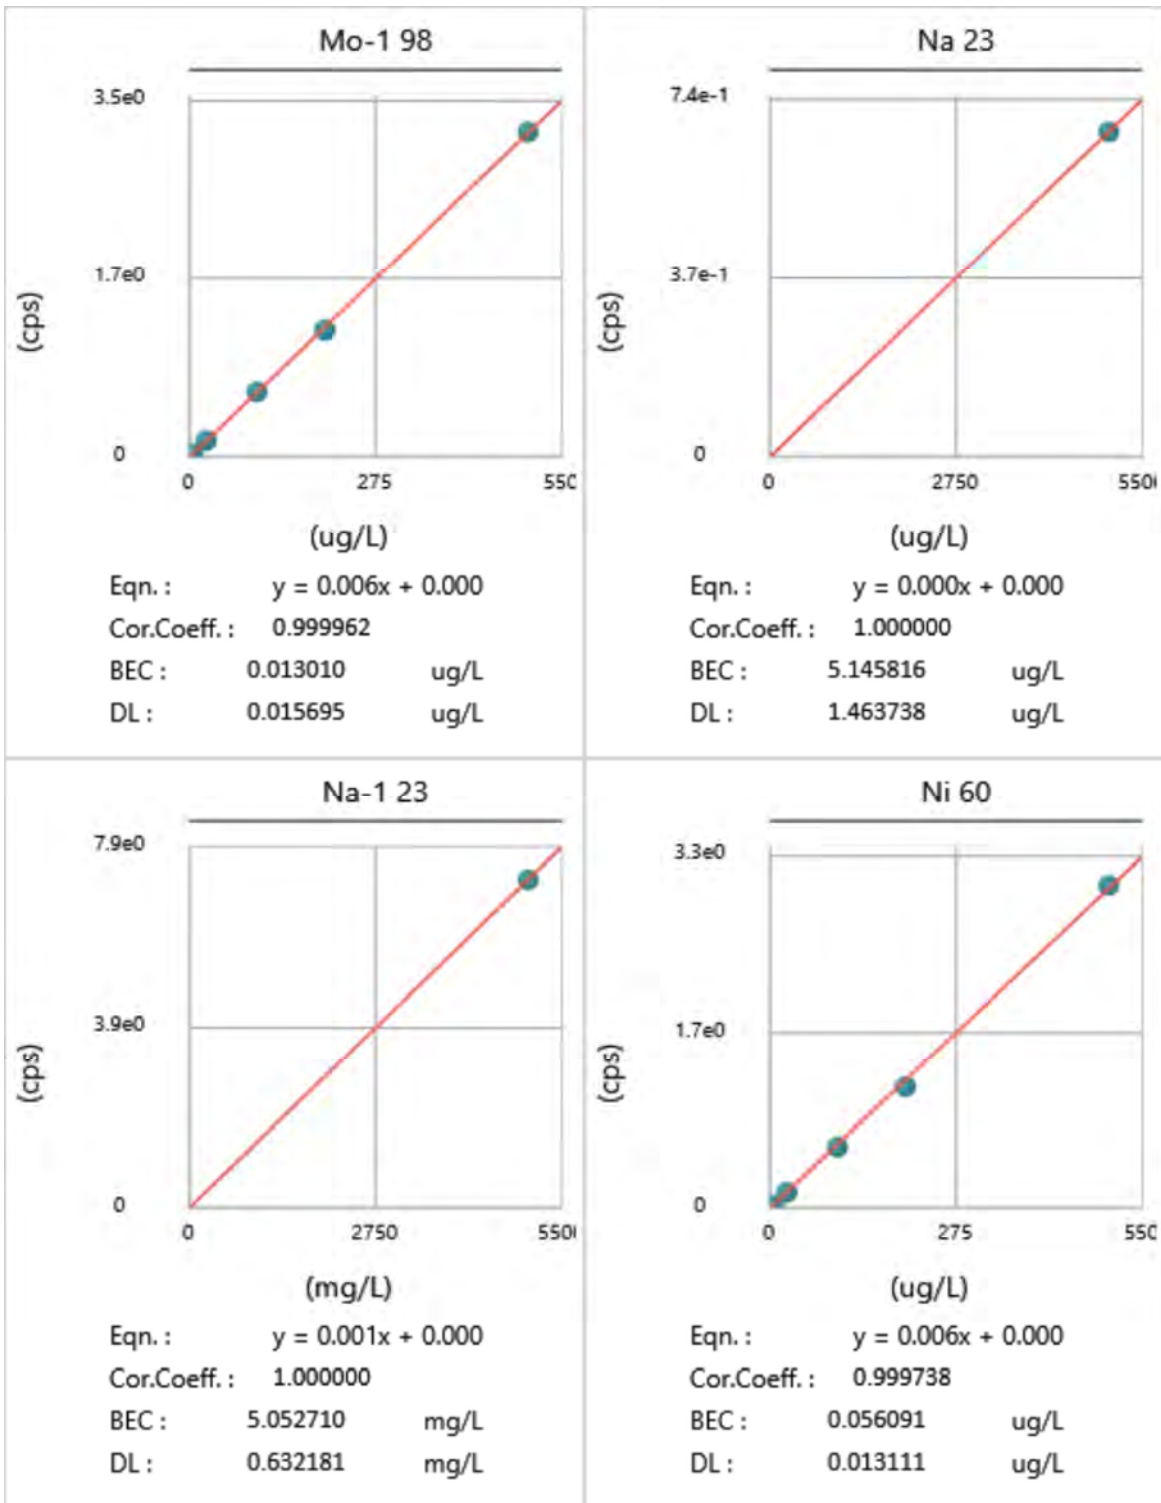 Mo-1 98
3.5e0
1.7e0
0
0 275 550
(cps)
(ug/L)
Eqn. : y = 0.006x + 0.000
Cor.Coeff. : 0.999962
BEC : 0.013010 ug/L
DL : 0.015695 ug/L
Na 23
7.4e-1
3.7e-1
0
0 2750 5500
(cps)
(ug/L)
Eqn. : y = 0.000x + 0.000
Cor.Coeff. : 1.000000
BEC : 5.145816 ug/L
DL : 1.463738 ug/L
Na-1 23
7.9e0
3.9e0
0
0 2750 5500
(cps)
(mg/L)
Eqn. : y = 0.001x + 0.000
Cor.Coeff. : 1.000000
BEC : 5.052710 mg/L
DL : 0.632181 mg/L
Ni 60
3.3e0
1.7e0
0
0 275 550
(cps)
(ug/L)
Eqn. : y = 0.006x + 0.000
Cor.Coeff. : 0.999738
BEC : 0.056091 ug/L
DL : 0.013111 ug/L